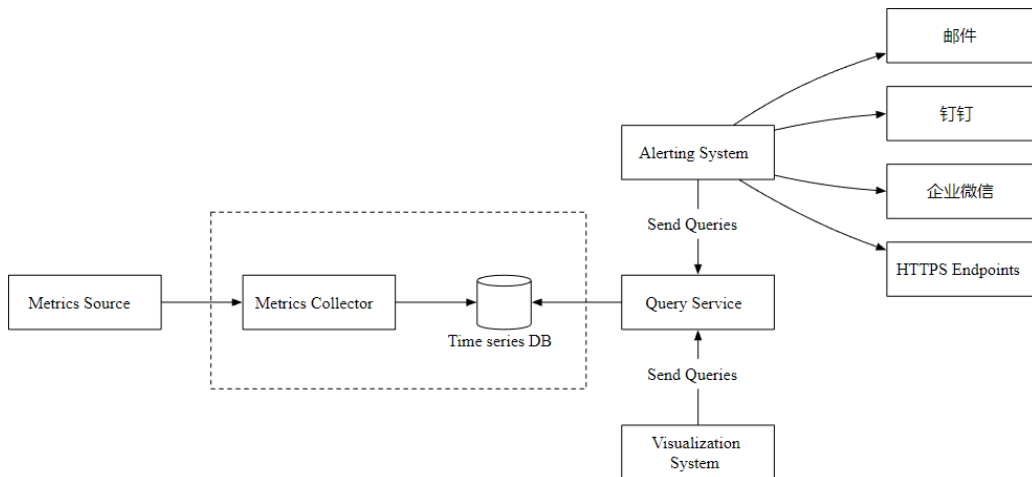 邮件
钉钉
Alerting System
企业微信
Send Queries
HTTPS Endpoints
Metrics Source
Metrics Collector
Query Service
Time series DB
Send Queries
Visualization
System